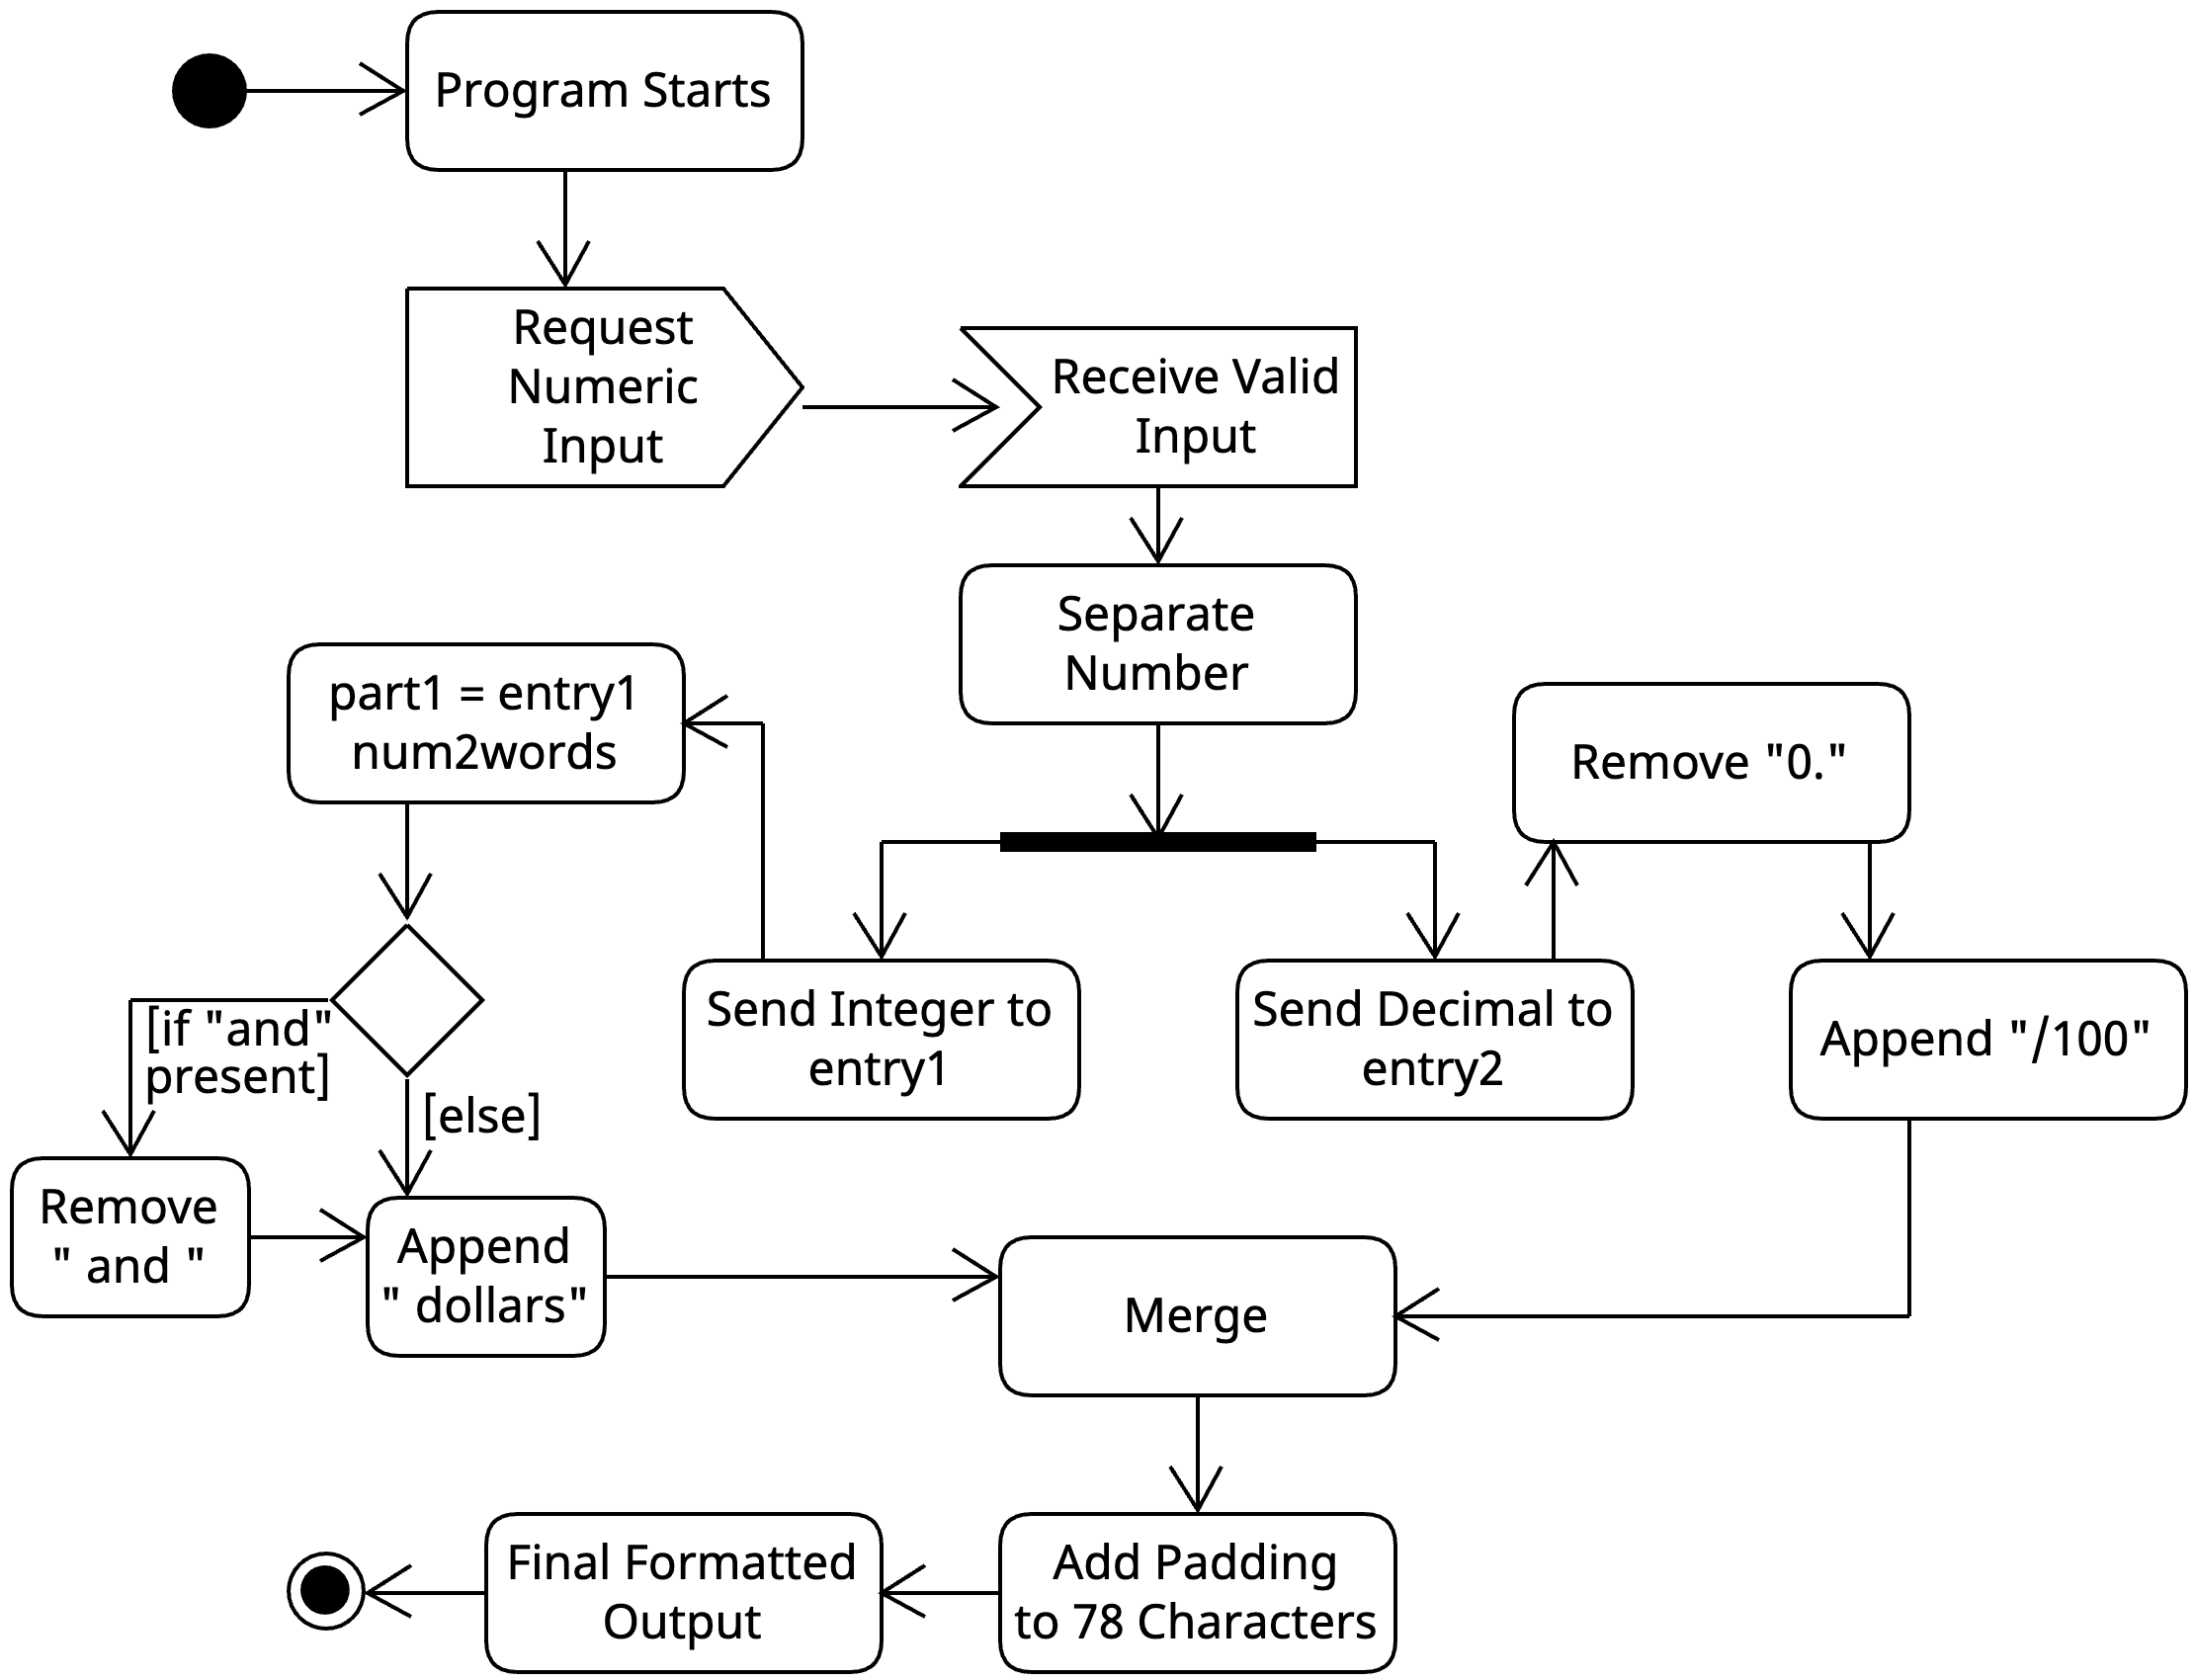 Program Starts
Request
Numeric
Input
Receive Valid
Input
Separate
Number
part1 = entry1
num2words
Remove "0."
Send Integer to
entry1
Send Decimal to
entry2
Append "/100"
[if "and"
present]
[else]
Remove
" and "
Append
" dollars"
Merge
Final Formatted
Output
Add Padding
to 78 Characters